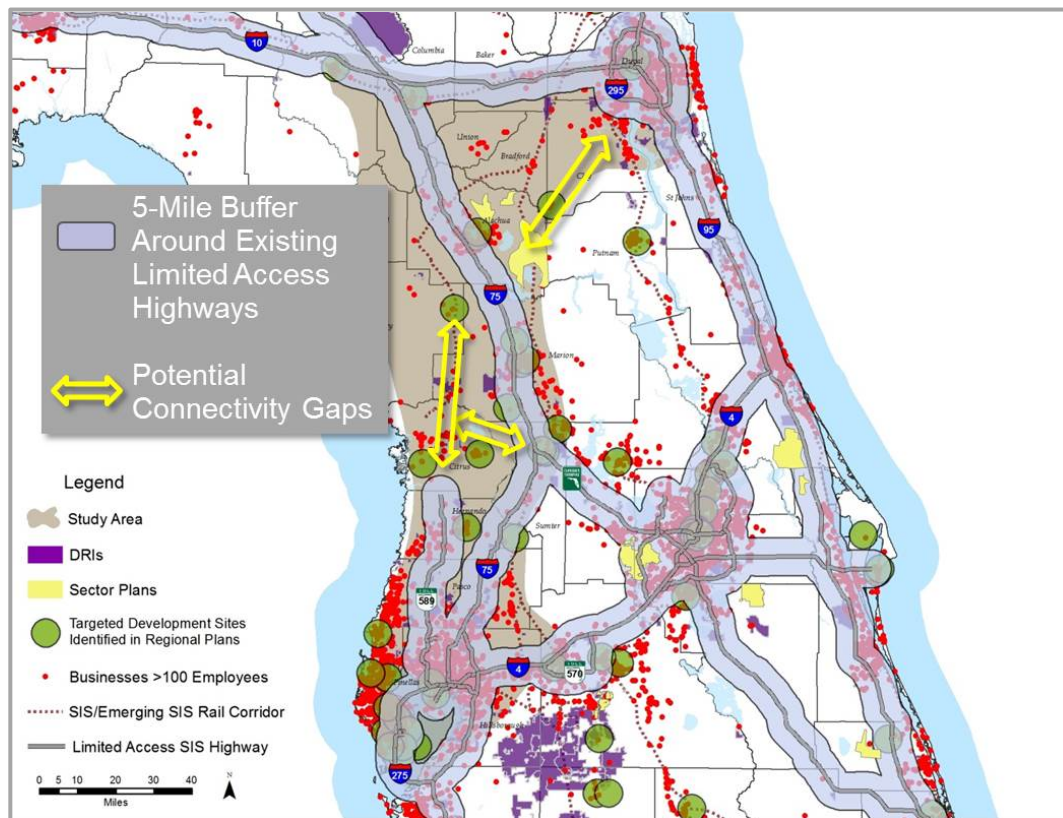 10
Columbia
Baker
Duval
295
Union
Bradford
Clay
St Johns
95
5-Mile Buffer
Around Existing
Limited Access
Highways
Alachua
Putnam
75
Potential
Connectivity Gaps
Marion
4
Citrus
Legend
Study Area
DRIs
Sector Plans
Targeted Development Sites
Identified in Regional Plans
Businesses >100 Employees
SIS/Emerging SIS Rail Corridor
Limited Access SIS Highway
0 5 10 20 30 40
Miles
N
Hernando
Sumter
75
Pasco
TOLL
589
4
TOLL
570
Pinellas
Hillsborough
275